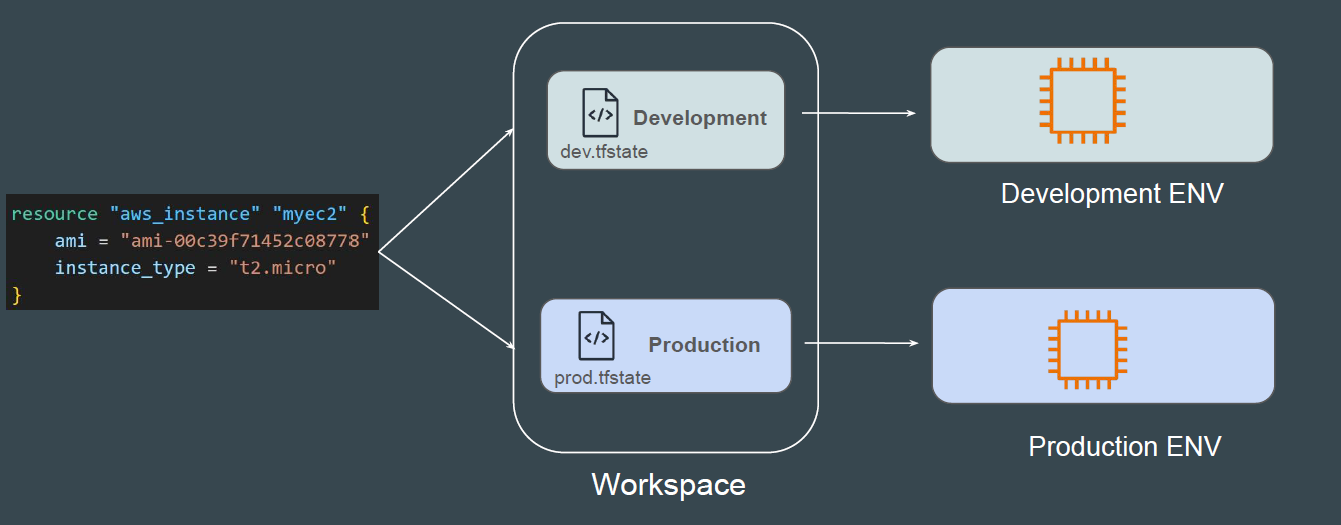 resource "aws_instance" "myec2" {
    ami = "ami-00c39f71452c08778"
    instance_type = "t2.micro"
}
</> Development
dev.tfstate
</> Production
prod.tfstate
Workspace
Development ENV
Production ENV